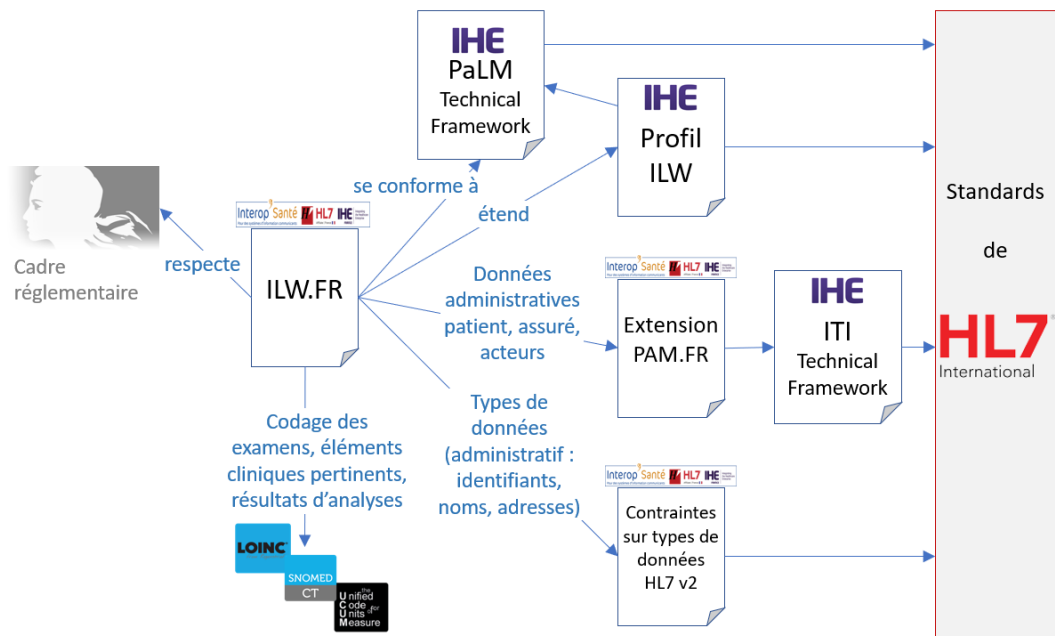 IHE
PaLM
Technical
Framework
IHE
Profil
ILW
se conforme à
étend
respecte
Cadre
réglementaire
Interop'Santé
HL7
IHE
ILW.FR
Données
administratives
patient, assuré,
acteurs
Interop'Santé
HL7
IHE
Extension
PAM.FR
IHE
ITI
Technical
Framework
Standards
de
HL7
International
Codage des
examens, éléments
cliniques pertinents,
résultats d'analyses
LOINC
SNOMED
CT
the
Unified
Code for
Units of
Measure
Types de
données
(administratif :
identifiants,
noms, adresses)
Interop'Santé
HL7
IHE
Contraintes
sur types de
données
HL7 v2